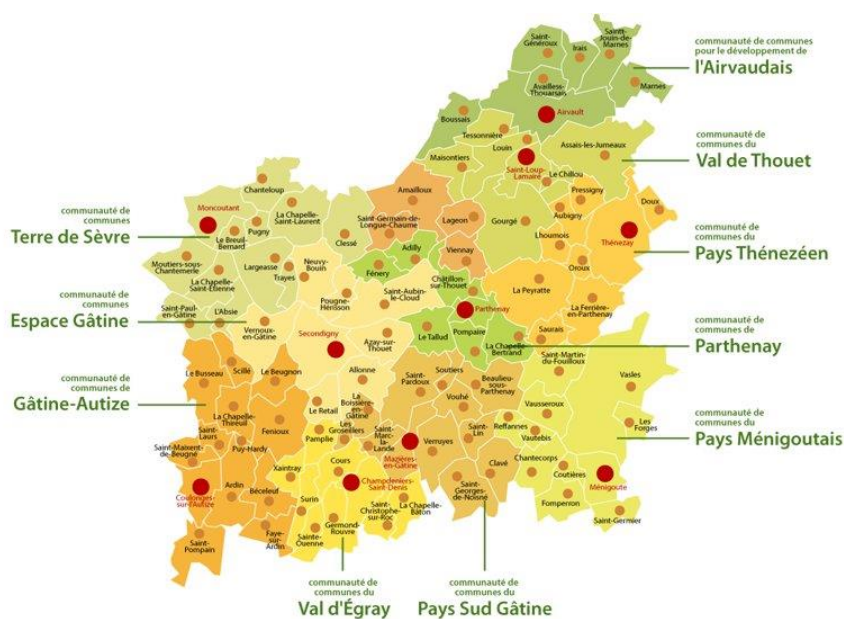 communauté de communes
pour le développement de
l'Airvaudais
communauté de
communes du
Val de Thouet
communauté de
communes du
Pays Thénezéen
communauté de
communes de
Parthenay
communauté de
communes du
Pays Ménigoutais
communauté de
communes
Terre de Sèvre
communauté de
communes
Espace Gâtine
communauté de
communes de
Gâtine-Autize
communauté de
communes du
Val d'Égray
communauté de
communes du
Pays Sud Gâtine
Saint-
Généroux
Irais
Saint-
Jouin-de-
Marnes
Availles-
Thouarsais
Marnes
Airvault
Boussais
Tessonnière
Louin
Assais-les-Jumeaux
Maisontiers
Saint-Loup-
Lamairé
Le Chillou
Pressigny
Aubigny
Doux
Thénezay
Gourgé
Lhoumois
Oroux
La Peyratte
La Ferrière-
en-Parthenay
Saurais
Amailloux
Saint-Germain-de-
Longue-Chaume
Lageon
Adilly
Viennay
Fénery
Châtillon-
sur-Thouet
Parthenay
Le Tallud
Pompaire
La Chapelle-
Bertrand
Chanteloup
Moncoutant
La Chapelle-
Saint-Laurent
Pugny
Le Breuil-
Bernard
Clessé
Moutiers-sous-
Chantemerle
Largeasse
Trayes
Neuvy-
Bouin
La Chapelle-
Saint-Étienne
Saint-Paul-en-
Gâtine
L'Absie
Vernoux-
en-Gâtine
Pougne-
Hérisson
Saint-Aubin-
le-Cloud
Secondigny
Azay-sur-
Thouet
Allonne
Le Retail
La
Boissière-
en-
Gâtine
Les
Groseillers
Pamplie
Saint-
Marc-
la-
Lande
Le Busseau
Scillé
Le Beugnon
La Chapelle-
Thireuil
Fenioux
Saint-
Laurs
Puy-Hardy
Saint-Maixent-de-
Beugné
Coulonges-
sur-l'Autize
Ardin
Béceleuf
Saint-
Pompain
Faye-
sur-
Ardin
Xaintray
Cours
Champdeniers-
Saint-Denis
Surin
Germond-
Rouvre
Sainte-
Ouenne
Saint-
Christophe-
sur-Roc
La Chapelle-
Bâton
Saint-
Pardoux
Soutiers
Beaulieu-
sous-
Parthenay
Vouhé
Saint-
Lin
Verruyes
Mazières-
en-Gâtine
Clavé
Saint-
Georges-
de-Noisné
Saint-Martin-
du-Fouilloux
Vasles
Vausseroux
Les
Forges
Reffannes
Vautebis
Chantecorps
Coutières
Ménigoute
Fomperron
Saint-Germier